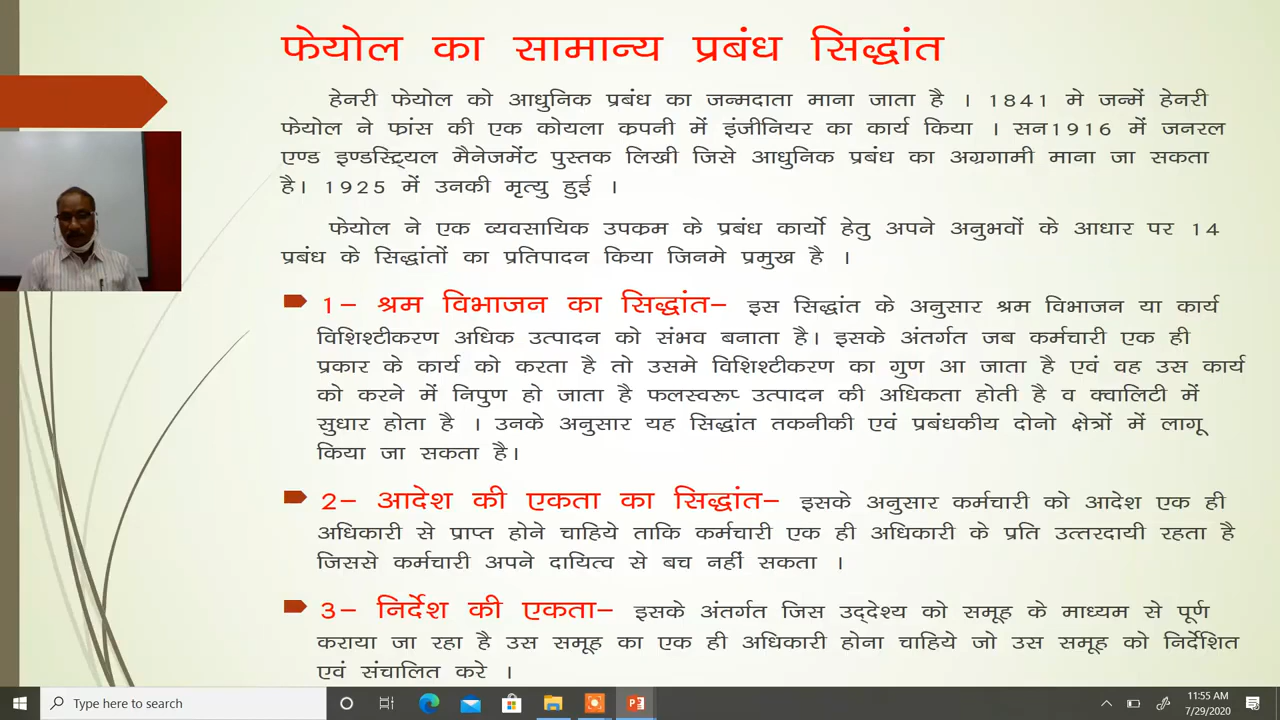 फेयोल का सामान्य प्रबंध सिद्धांत
हेनरी फेयोल को आधुनिक प्रबंध का जन्मदाता माना जाता है । 1841 मे जन्में हेनरी
फेयोल ने फ्रांस की एक कोयला कंपनी में इंजीनियर का कार्य किया । सन1916 में जनरल
एण्ड इण्डस्ट्रियल मैनेजमेंट पुस्तक लिखी जिसे आधुनिक प्रबंध का अग्रगामी माना जा सकता
है। 1925 में उनकी मृत्यु हुई ।
फेयोल ने एक व्यवसायिक उपक्रम के प्रबंध कार्यो हेतु अपने अनुभवों के आधार पर 14
प्रबंध के सिद्धांतों का प्रतिपादन किया जिनमे प्रमुख है ।
1– श्रम विभाजन का सिद्धांत– इस सिद्धांत के अनुसार श्रम विभाजन या कार्य
विशिश्टीकरण अधिक उत्पादन को संभव बनाता है। इसके अंतर्गत जब कर्मचारी एक ही
प्रकार के कार्य को करता है तो उसमे विशिश्टीकरण का गुण आ जाता है एवं वह उस कार्य
को करने में निपुण हो जाता है फलस्वरूप उत्पादन की अधिकता होती है व क्वालिटी में
सुधार होता है । उनके अनुसार यह सिद्धांत तकनीकी एवं प्रबंधकीय दोनो क्षेत्रों में लागू
किया जा सकता है।
2– आदेश की एकता का सिद्धांत– इसके अनुसार कर्मचारी को आदेश एक ही
अधिकारी से प्राप्त होने चाहिये ताकि कर्मचारी एक ही अधिकारी के प्रति उत्तरदायी रहता है
जिससे कर्मचारी अपने दायित्व से बच नहीं सकता ।
3– निर्देश की एकता– इसके अंतर्गत जिस उद्देश्य को समूह के माध्यम से पूर्ण
कराया जा रहा है उस समूह का एक ही अधिकारी होना चाहिये जो उस समूह को निर्देशित
एवं संचालित करे ।
Type here to search
11:55 AM
7/29/2020